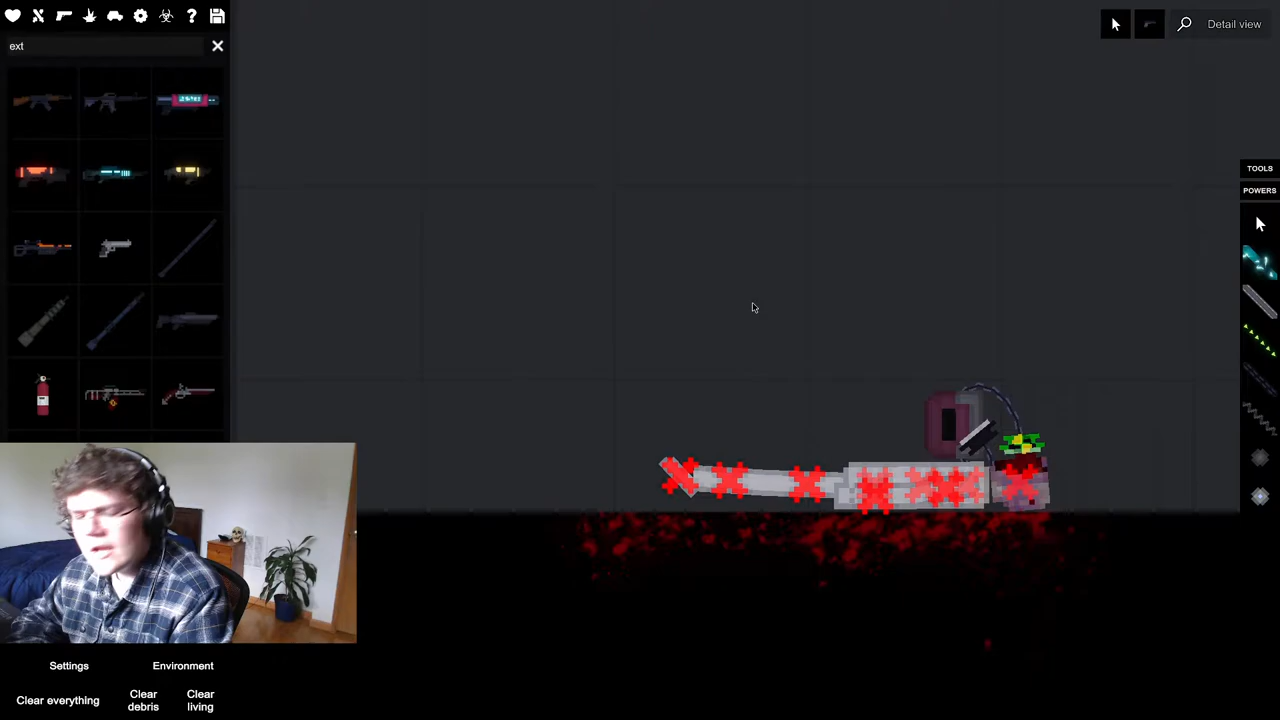 ext
Detail view
TOOLS
POWERS
Settings
Environment
Clear everything
Clear
debris
Clear
living